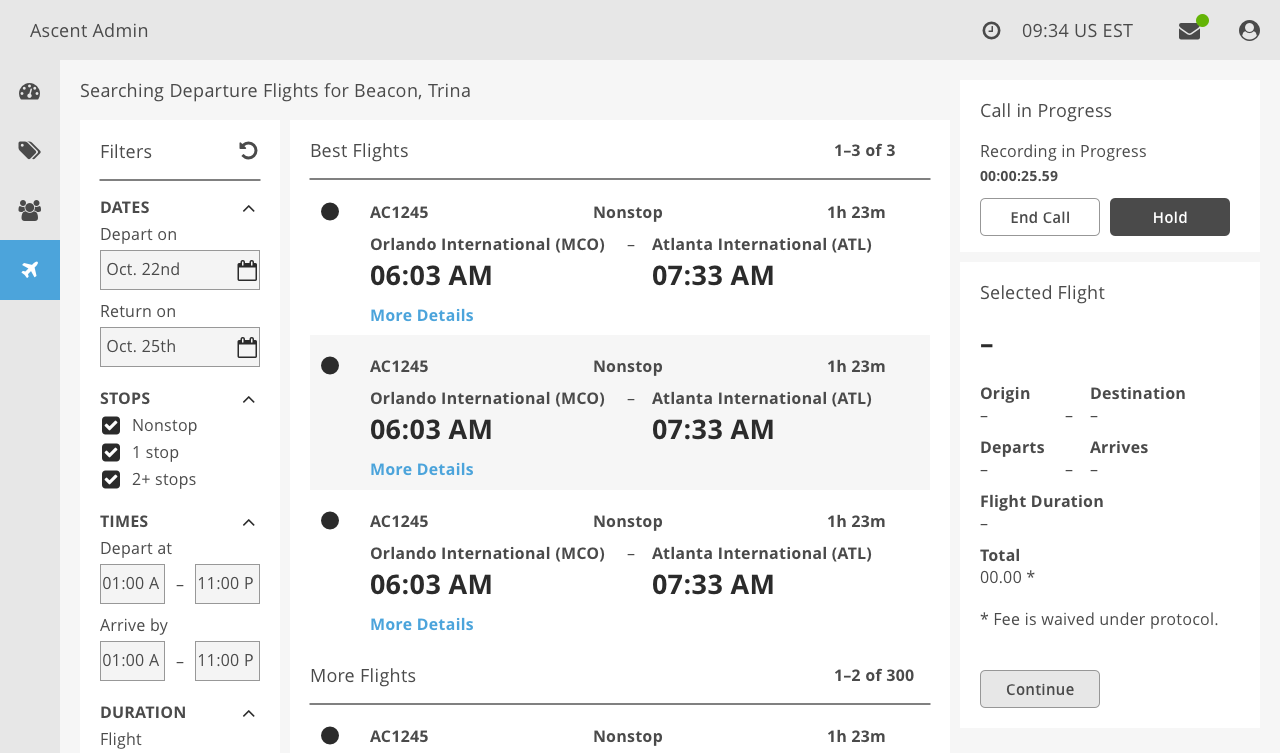 Ascent Admin
09:34 US EST
Searching Departure Flights for Beacon, Trina
Filters
DATES
Depart on
Oct. 22nd
Return on
Oct. 25th
STOPS
Nonstop
1 stop
2+ stops
TIMES
Depart at
01:00 A – 11:00 P
Arrive by
01:00 A – 11:00 P
DURATION
Flight
Best Flights 1–3 of 3
AC1245 Nonstop 1h 23m
Orlando International (MCO) – Atlanta International (ATL)
06:03 AM 07:33 AM
More Details
AC1245 Nonstop 1h 23m
Orlando International (MCO) – Atlanta International (ATL)
06:03 AM 07:33 AM
More Details
AC1245 Nonstop 1h 23m
Orlando International (MCO) – Atlanta International (ATL)
06:03 AM 07:33 AM
More Details
More Flights 1–2 of 300
AC1245 Nonstop 1h 23m
Call in Progress
Recording in Progress
00:00:25.59
End Call Hold
Selected Flight
–
Origin Destination
– – –
Departs Arrives
– – –
Flight Duration
–
Total
00.00 *
* Fee is waived under protocol.
Continue